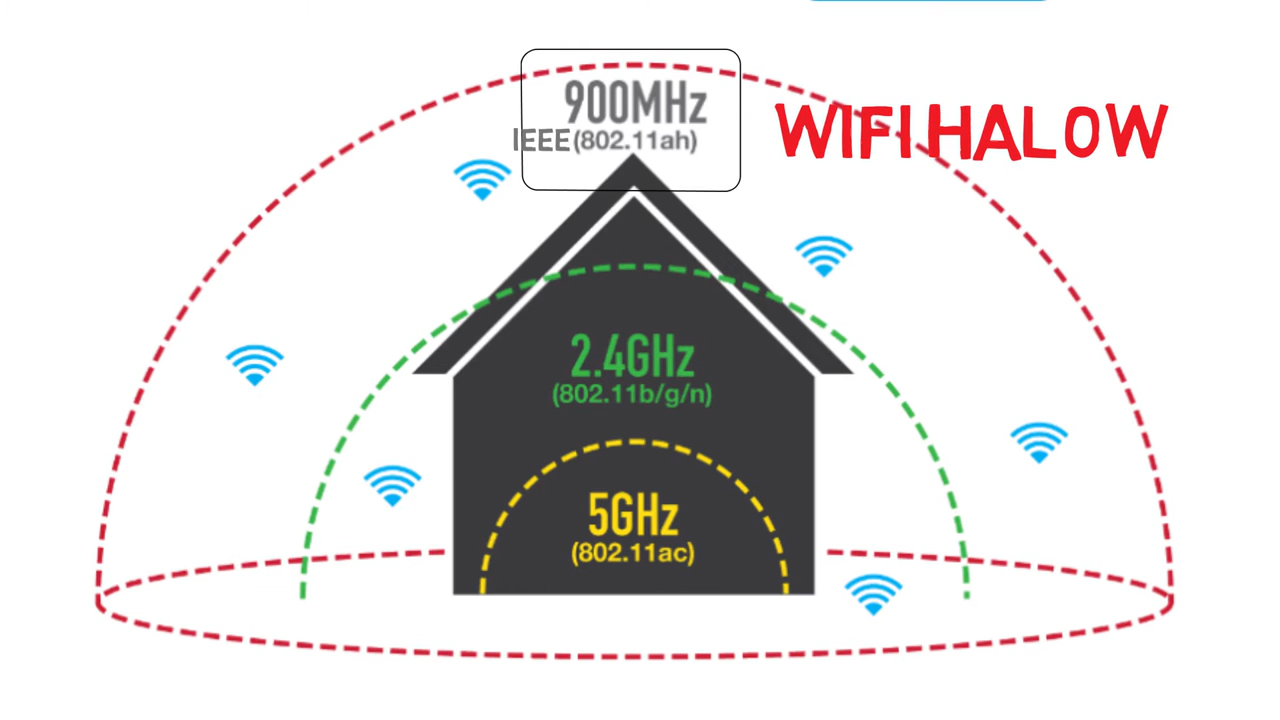 900MHz
IEEE(802.11ah)
WIFI HALOW
2.4GHz
(802.11b/g/n)
5GHz
(802.11ac)